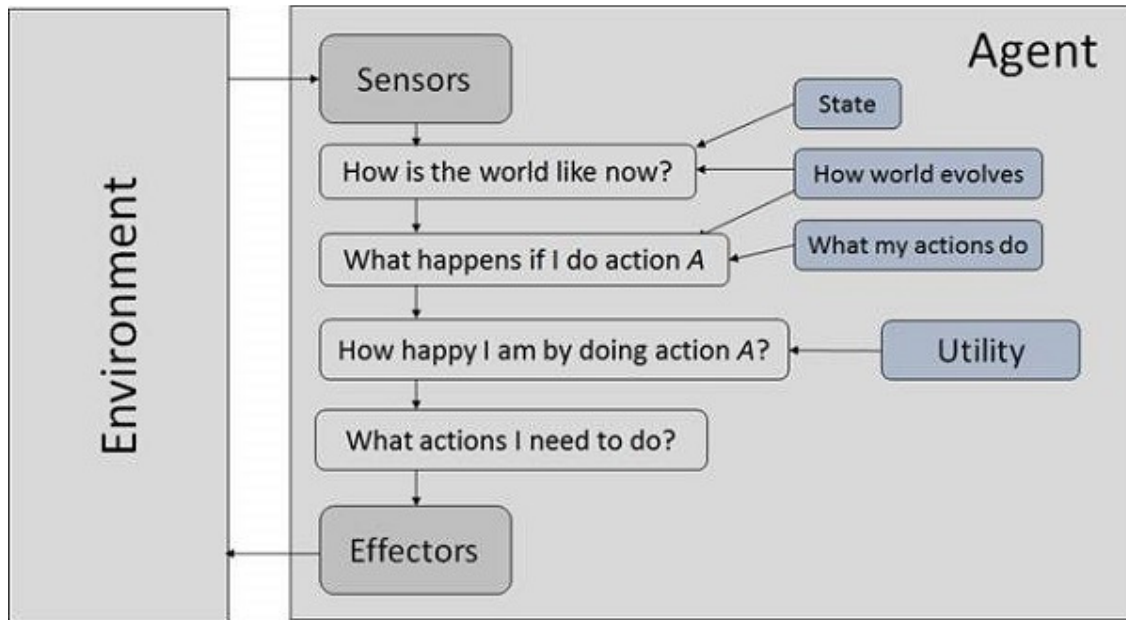 Environment
Agent
Sensors
State
How is the world like now?
How world evolves
What my actions do
What happens if I do action A
How happy I am by doing action A?
Utility
What actions I need to do?
Effectors